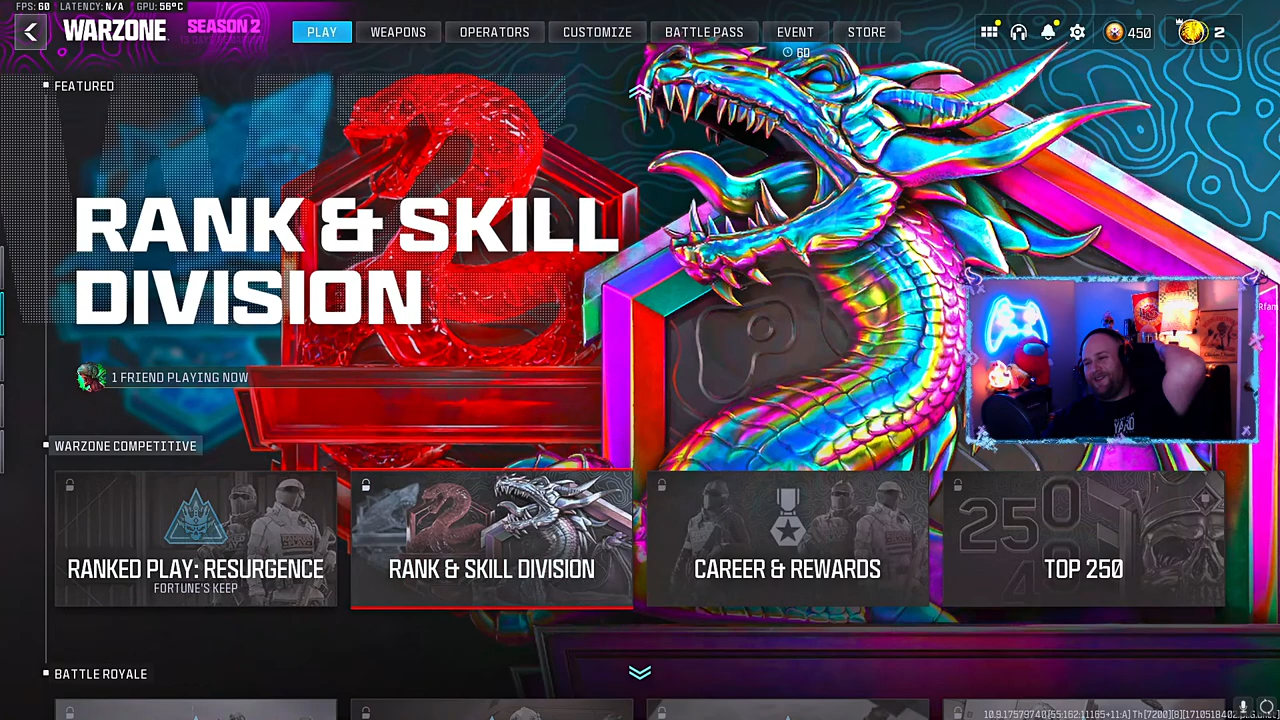 FPS: 60 LATENCY: N/A GPU: 56°C
WARZONE
SEASON 2
PLAY
WEAPONS
OPERATORS
CUSTOMIZE
BATTLE PASS
EVENT
STORE
60
450
2
FEATURED
RANK & SKILL
DIVISION
1 FRIEND PLAYING NOW
WARZONE COMPETITIVE
RANKED PLAY: RESURGENCE
FORTUNE'S KEEP
RANK & SKILL DIVISION
CAREER & REWARDS
250
TOP 250
BATTLE ROYALE